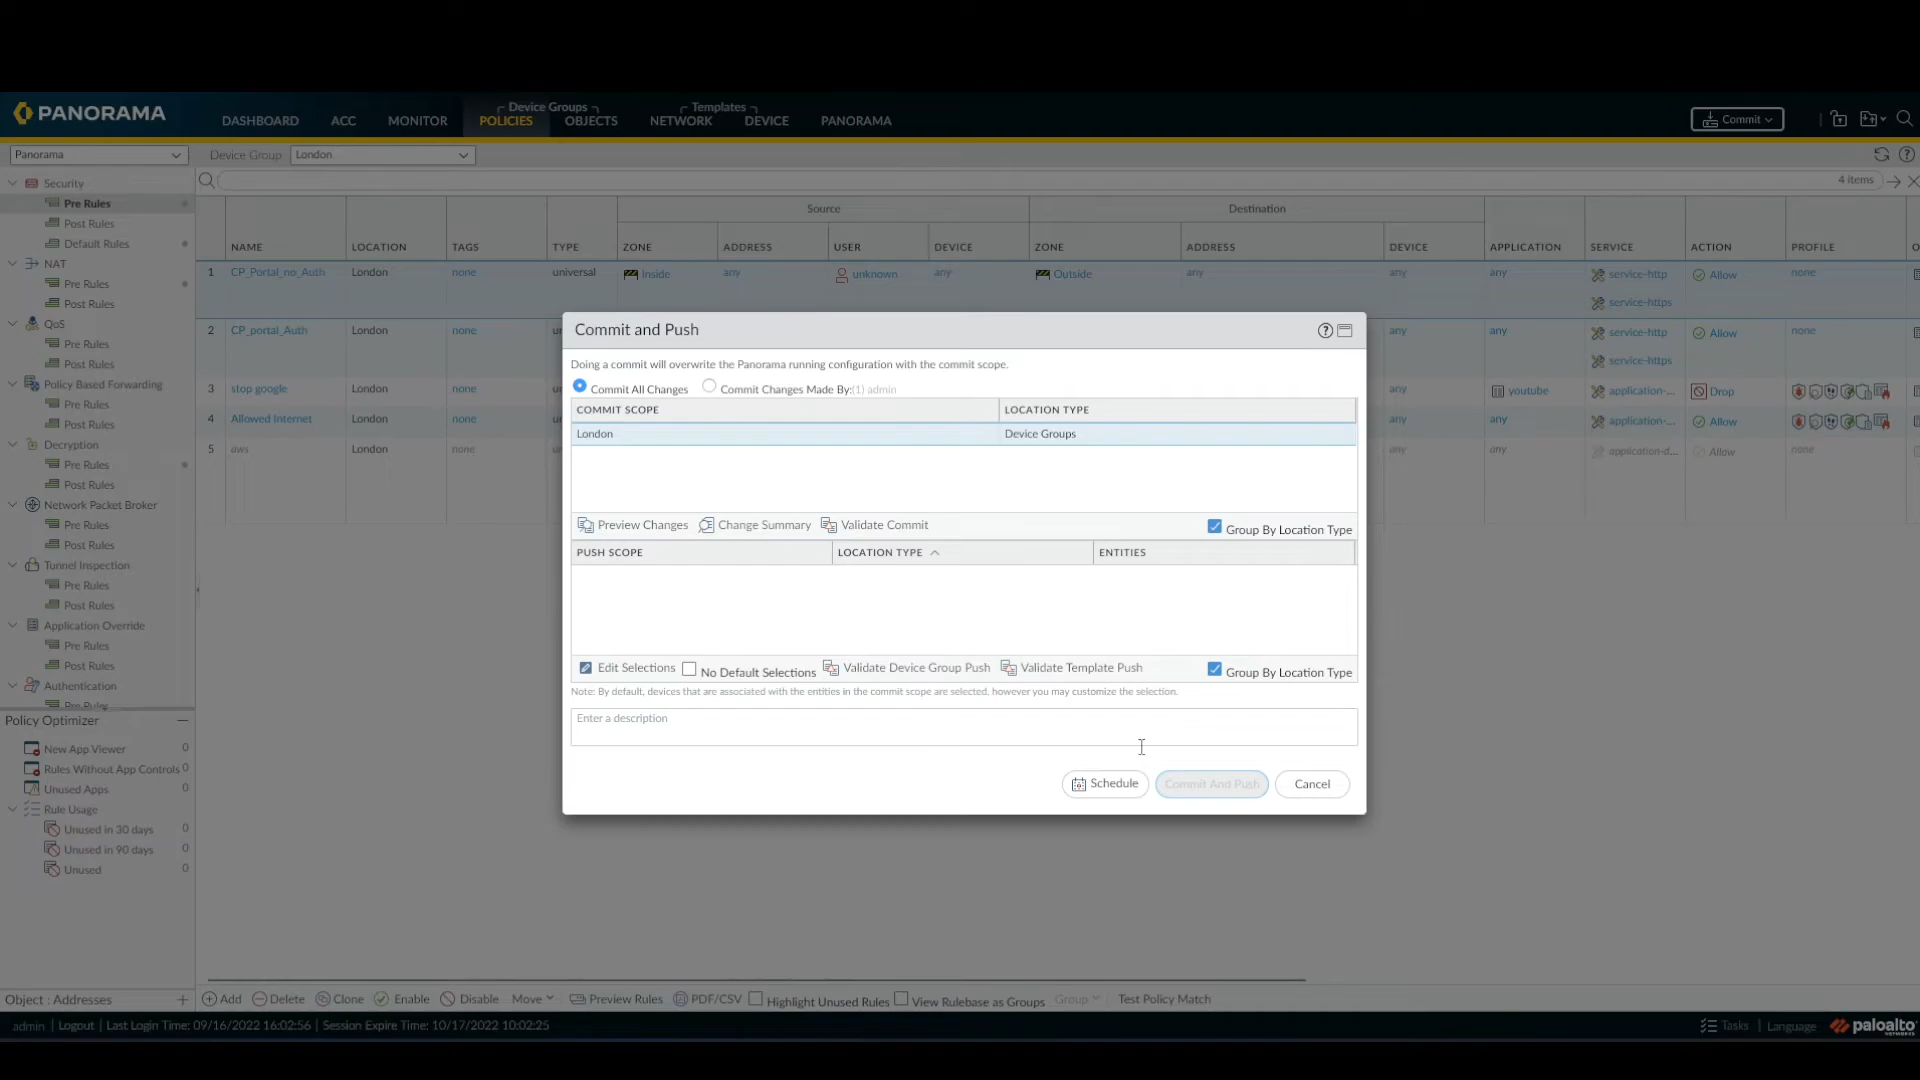 PANORAMA
Device Groups
Templates
DASHBOARD ACC MONITOR POLICIES OBJECTS NETWORK DEVICE PANORAMA
Commit
Panorama
Device Group London
4 items
Security
Pre Rules
Post Rules
Default Rules
NAT
Pre Rules
Post Rules
QoS
Pre Rules
Post Rules
Policy Based Forwarding
Pre Rules
Post Rules
Decryption
Pre Rules
Post Rules
Network Packet Broker
Pre Rules
Post Rules
Tunnel Inspection
Pre Rules
Post Rules
Application Override
Pre Rules
Post Rules
Authentication
Pre Rules
Policy Optimizer
New App Viewer 0
Rules Without App Controls 0
Unused Apps 0
Rule Usage
Unused in 30 days 0
Unused in 90 days 0
Unused 0
Object : Addresses
Source Destination
NAME LOCATION TAGS TYPE ZONE ADDRESS USER DEVICE ZONE ADDRESS DEVICE APPLICATION SERVICE ACTION PROFILE
1 CP_Portal_no_Auth London none universal Inside any unknown any Outside any any any service-http Allow none
service-https
2 CP_portal_Auth London none any any service-http Allow none
service-https
3 stop google London none any youtube application-... Drop
4 Allowed Internet London none any any application-... Allow
5 aws London none any any application-d... Allow none
Commit and Push
Doing a commit will overwrite the Panorama running configuration with the commit scope.
Commit All Changes Commit Changes Made By:(1) admin
COMMIT SCOPE LOCATION TYPE
London Device Groups
Preview Changes Change Summary Validate Commit Group By Location Type
PUSH SCOPE LOCATION TYPE ENTITIES
Edit Selections No Default Selections Validate Device Group Push Validate Template Push Group By Location Type
Note: By default, devices that are associated with the entities in the commit scope are selected, however you may customize the selection.
Enter a description
Schedule Commit And Push Cancel
Add Delete Clone Enable Disable Move Preview Rules PDF/CSV Highlight Unused Rules View Rulebase as Groups Group Test Policy Match
admin | Logout | Last Login Time: 09/16/2022 16:02:56 | Session Expire Time: 10/17/2022 10:02:25
Tasks | Language paloalto
NETWORKS